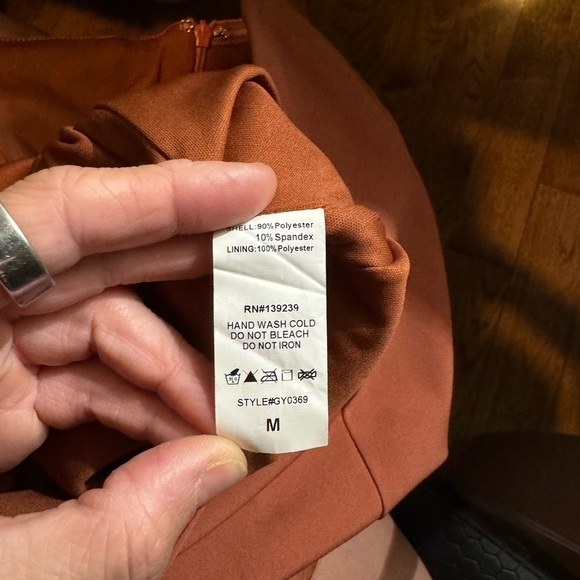 SHELL:90%Polyester
10%Spandex
LINING:100%Polyester
RN#139239
HAND WASH COLD
DO NOT BLEACH
DO NOT IRON
STYLE#GY0369
M